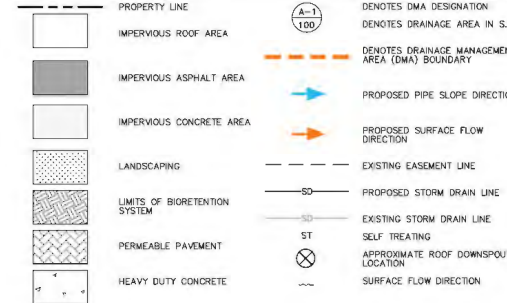 PROPERTY LINE
IMPERVIOUS ROOF AREA
IMPERVIOUS ASPHALT AREA
IMPERVIOUS CONCRETE AREA
LANDSCAPING
LIMITS OF BIORETENTION
SYSTEM
PERMEABLE PAVEMENT
HEAVY DUTY CONCRETE
A-1
100
DENOTES DMA DESIGNATION
DENOTES DRAINAGE AREA IN S.
DENOTES DRAINAGE MANAGEMEN
AREA (DMA) BOUNDARY
PROPOSED PIPE SLOPE DIRECTI
PROPOSED SURFACE FLOW
DIRECTION
EXISTING EASEMENT LINE
SD PROPOSED STORM DRAIN LINE
SD EXISTING STORM DRAIN LINE
ST SELF TREATING
APPROXIMATE ROOF DOWNSPOU
LOCATION
SURFACE FLOW DIRECTION